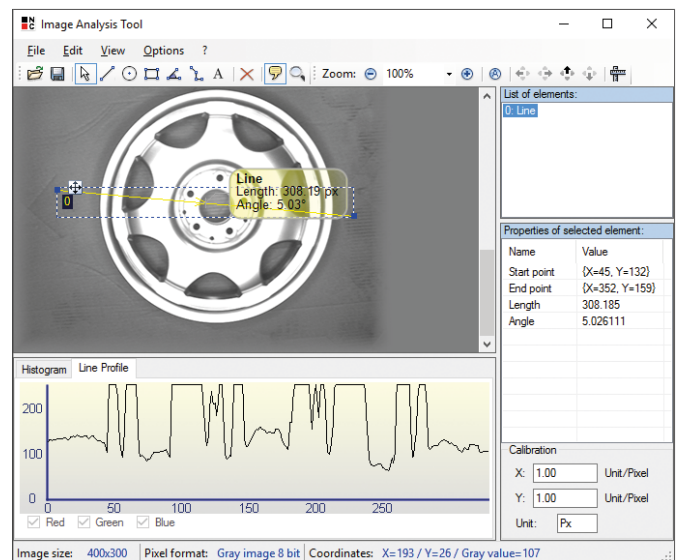 Image Analysis Tool
File Edit View Options ?
A Zoom: 100%
List of elements:
0: Line
Line
Length: 308.19 px
Angle: 5.03°
0
Properties of selected element:
Name Value
Start point {X=45, Y=132}
End point {X=352, Y=159}
Length 308.185
Angle 5.026111
Histogram Line Profile
200
100
0
0 50 100 150 200 250
Red Green Blue
Calibration
X: 1.00 Unit/Pixel
Y: 1.00 Unit/Pixel
Unit: Px
Image size: 400x300 Pixel format: Gray image 8 bit Coordinates: X=193 / Y=26 / Gray value=107